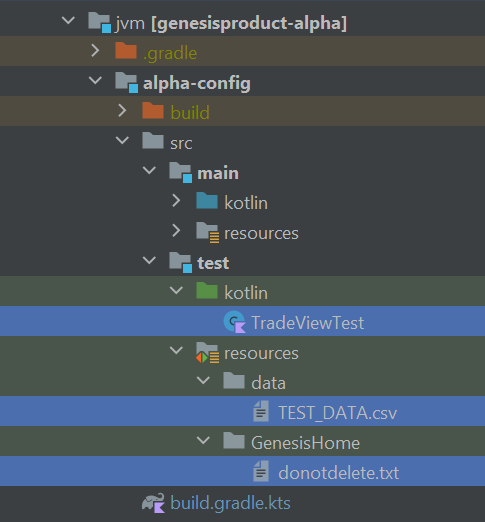 jvm [genesisproduct-alpha]
.gradle
alpha-config
build
src
main
kotlin
resources
test
kotlin
TradeViewTest
resources
data
TEST_DATA.csv
GenesisHome
donotdelete.txt
build.gradle.kts